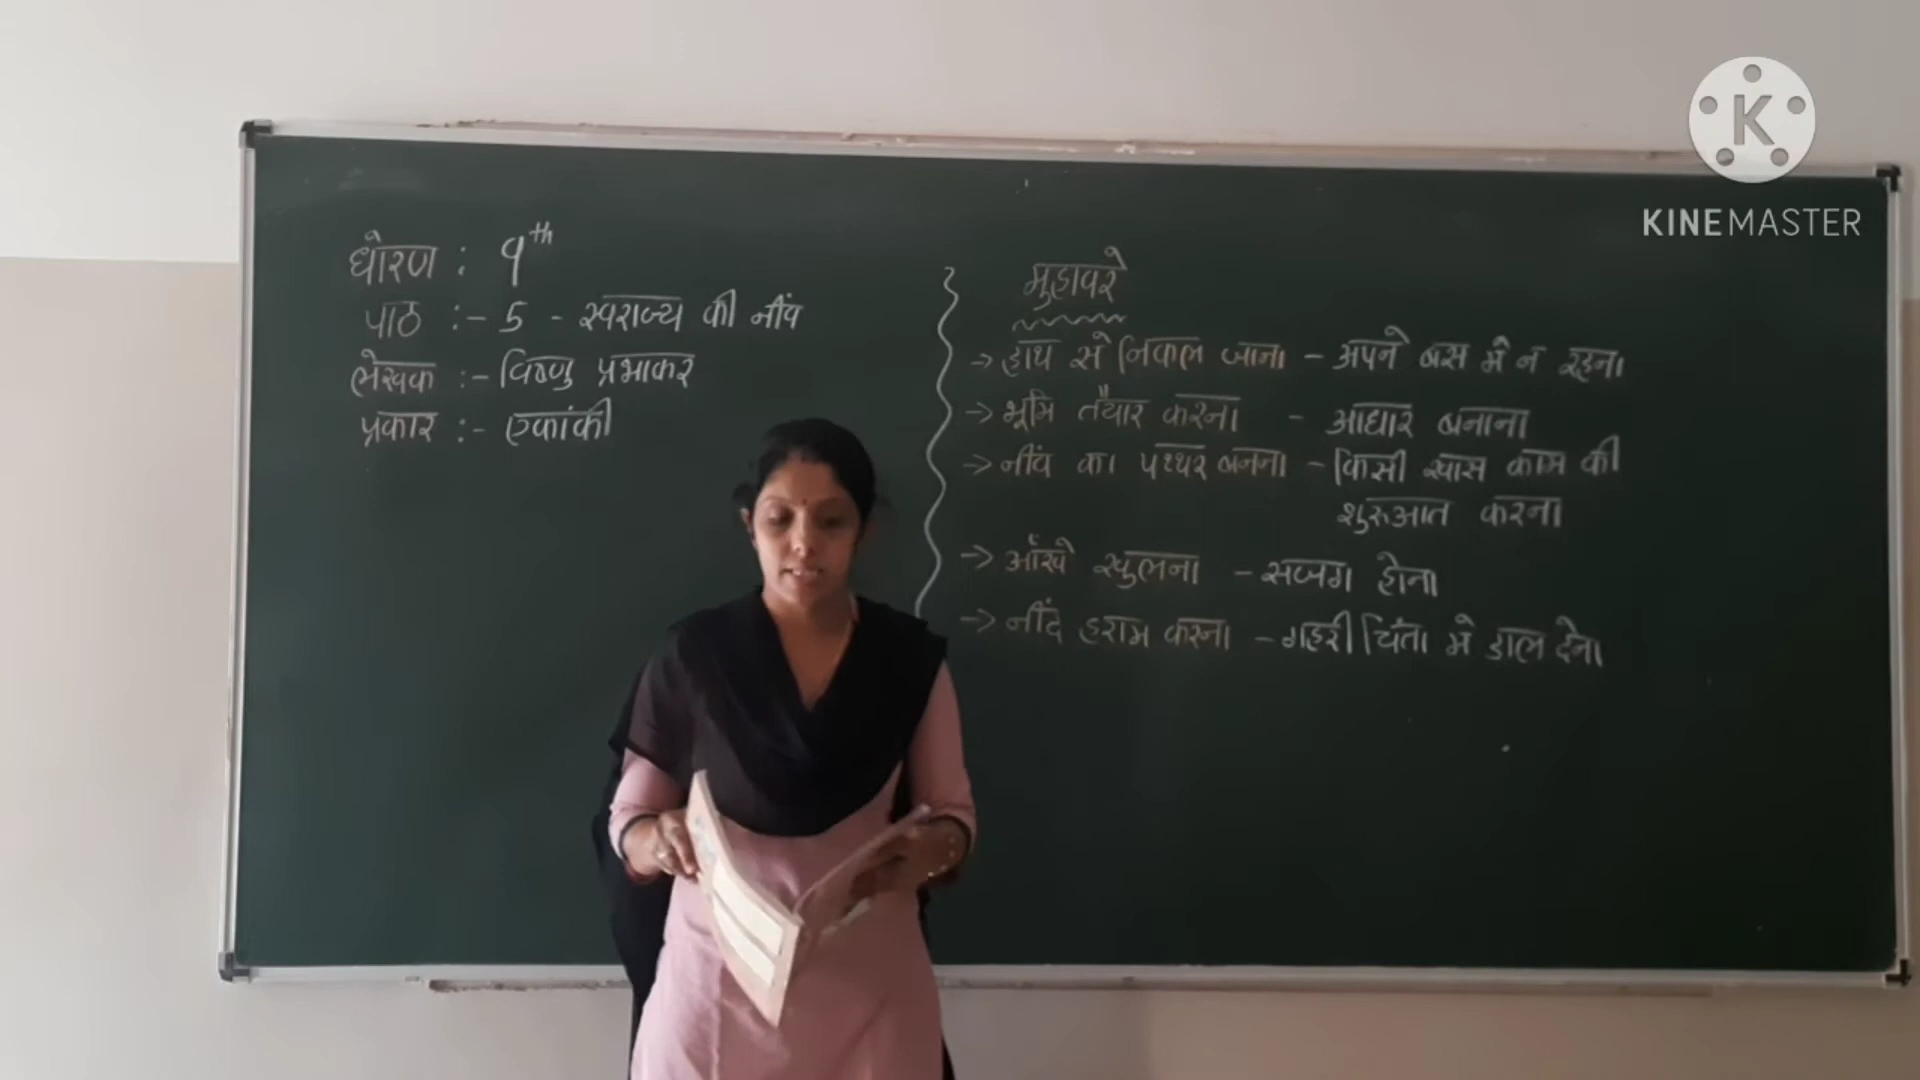 धोरण : 9th
पाठ :- 5 - स्वराज्य की नींव
लेखक :- विष्णु प्रभाकर
प्रकार :- एकांकी
मुहावरे
→ हाथ से निकल जाना - अपने बस में न रहना
→ भूमि तैयार करना - आधार बनाना
→ नींव का पथ्थर बनना - किसी खास काम की
शुरुआत करना
→ आँखे खुलना - सजग होना
→ नींद हराम करना - गहरी चिंता मे डाल देना
K
KINEMASTER